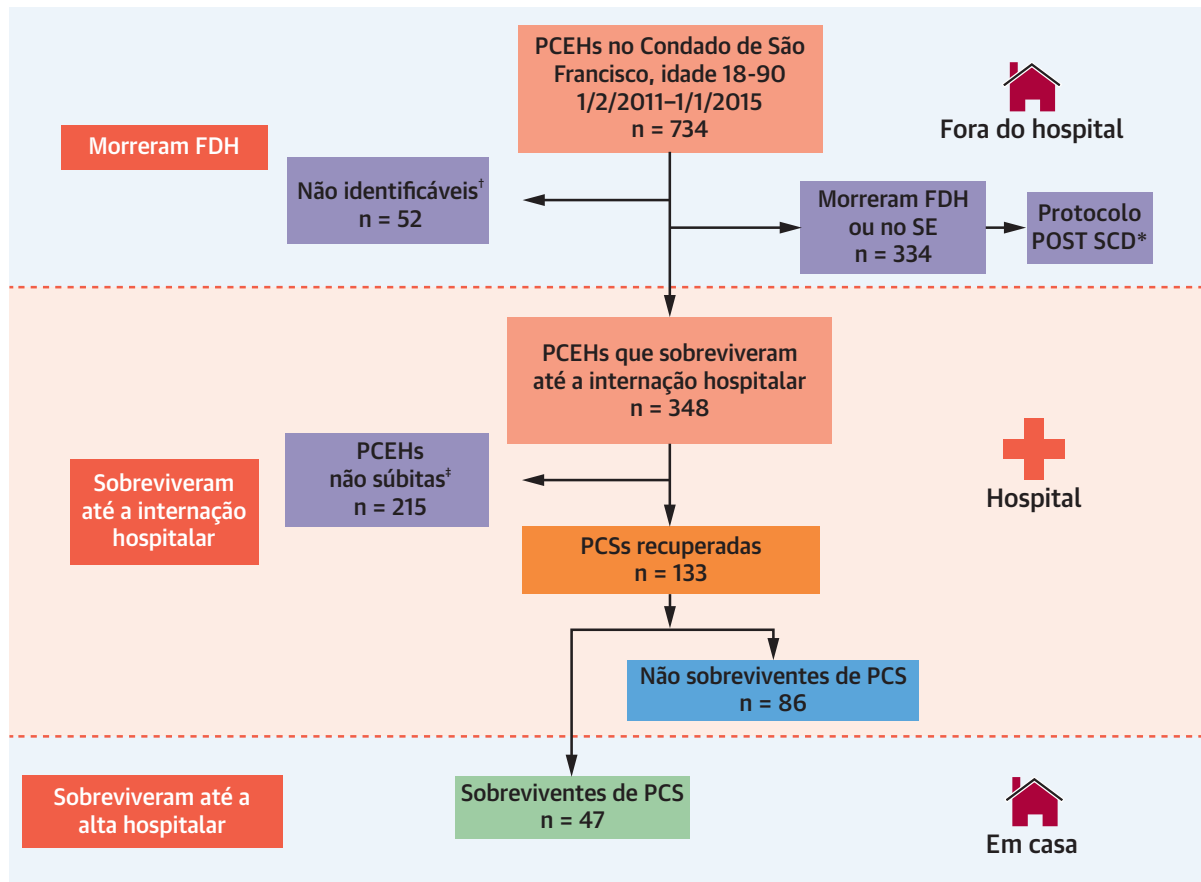 PCEHs no Condado de São
Francisco, idade 18-90
1/2/2011–1/1/2015
n = 734
Fora do hospital
Morreram FDH
Não identificáveis†
n = 52
Morreram FDH
ou no SE
n = 334
Protocolo
POST SCD*
PCEHs que sobreviveram
até a internação hospitalar
n = 348
PCEHs
não súbitas‡
n = 215
Sobreviveram
até a internação
hospitalar
Hospital
PCSs recuperadas
n = 133
Não sobreviventes de PCS
n = 86
Sobreviveram até a
alta hospitalar
Sobreviventes de PCS
n = 47
Em casa